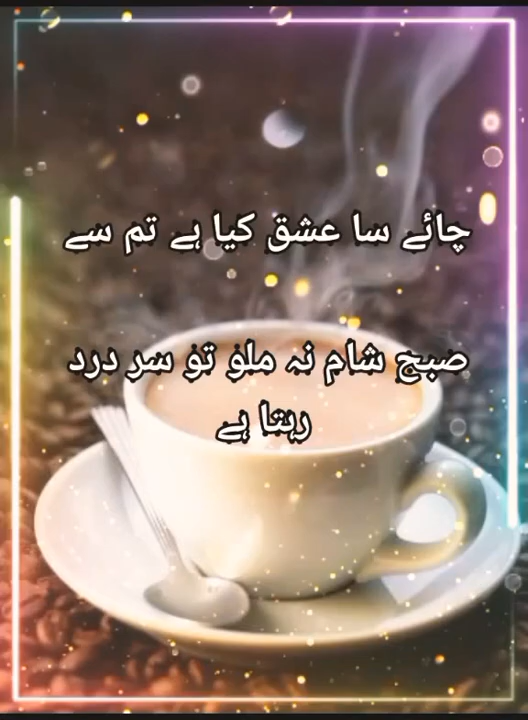 چائے سا عشق کیا ہے تم سے
صبح شام نہ ملو تو سر درد
رہتا ہے